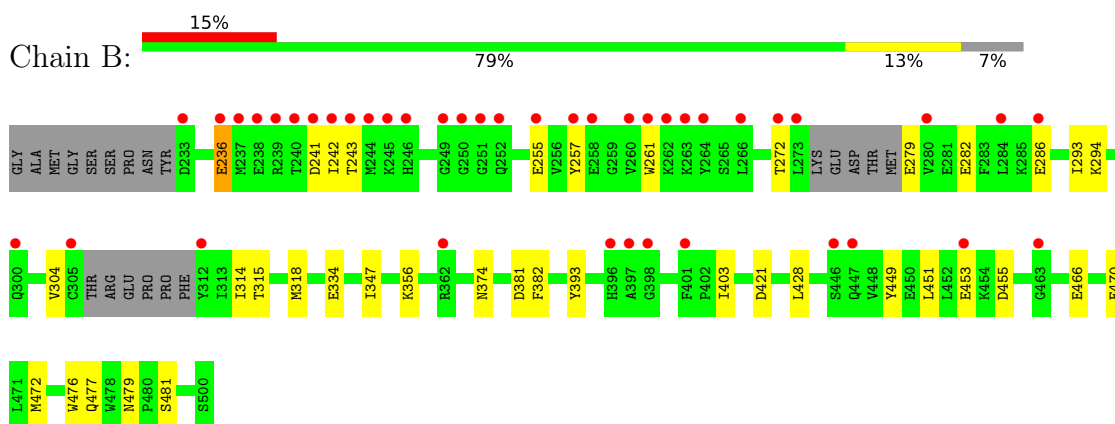 15%
Chain B:
79% 13% 7%
GLY ALA MET GLY SER SER PRO ASN TYR D233 E236 M237 E238 R239 T240 D241 I242 T243 M244 K245 H246 G249 G250 G251 Q252 E255 V256 Y257 E258 G259 V260 W261 K262 K263 Y264 S265 L266 T272 L273 LYS GLU ASP THR MET E279 V280 E281 E282 F283 L284 K285 E286 I293 K294
Q300 V304 C305 THR ARG GLU PRO PRO PHE Y312 I313 I314 T315 M318 E334 I347 K356 R362 N374 D381 F382 Y393 H396 A397 G398 F401 P402 I403 D421 L428 S446 Q447 V448 Y449 E450 L451 L452 E453 K454 D455 G463 E466
L471 M472 W476 Q477 W478 N479 P480 S481 S500